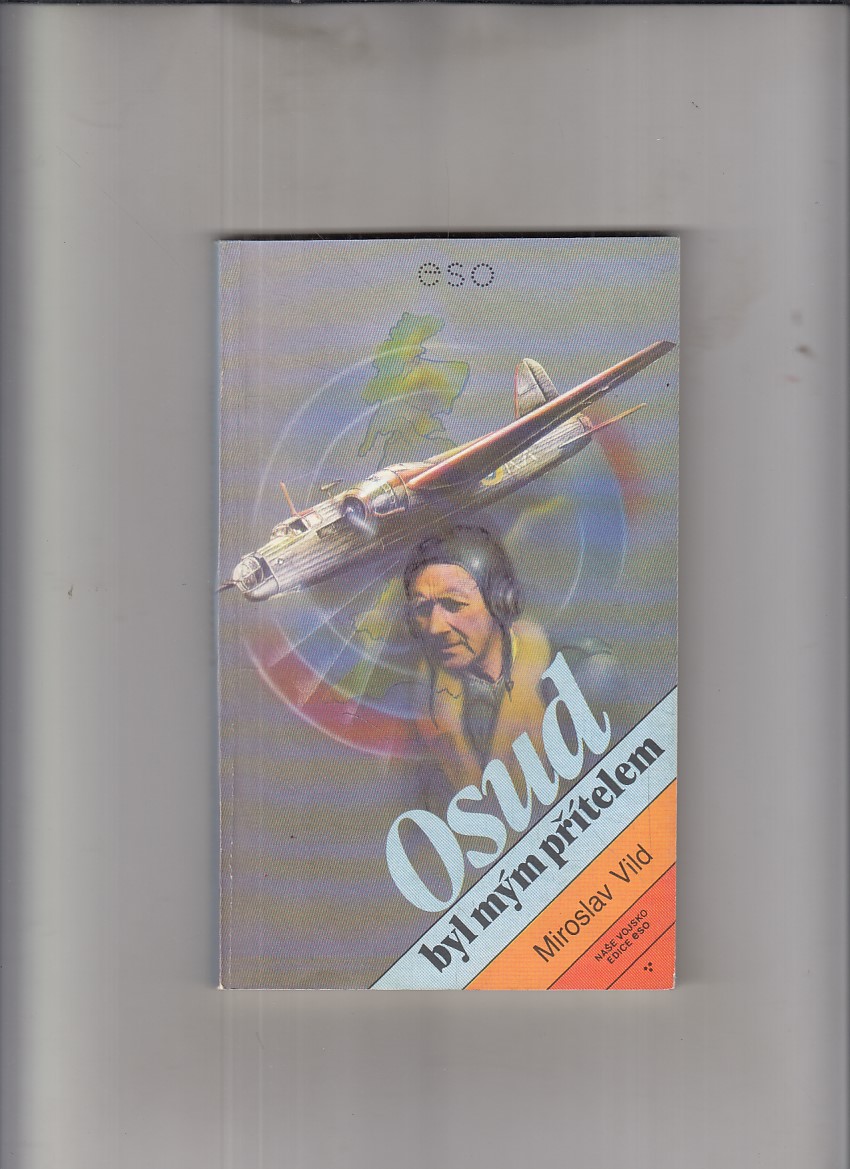 eso
Osud
byl mým přítelem
Miroslav Vild
NAŠE VOJSKO
EDICE eso